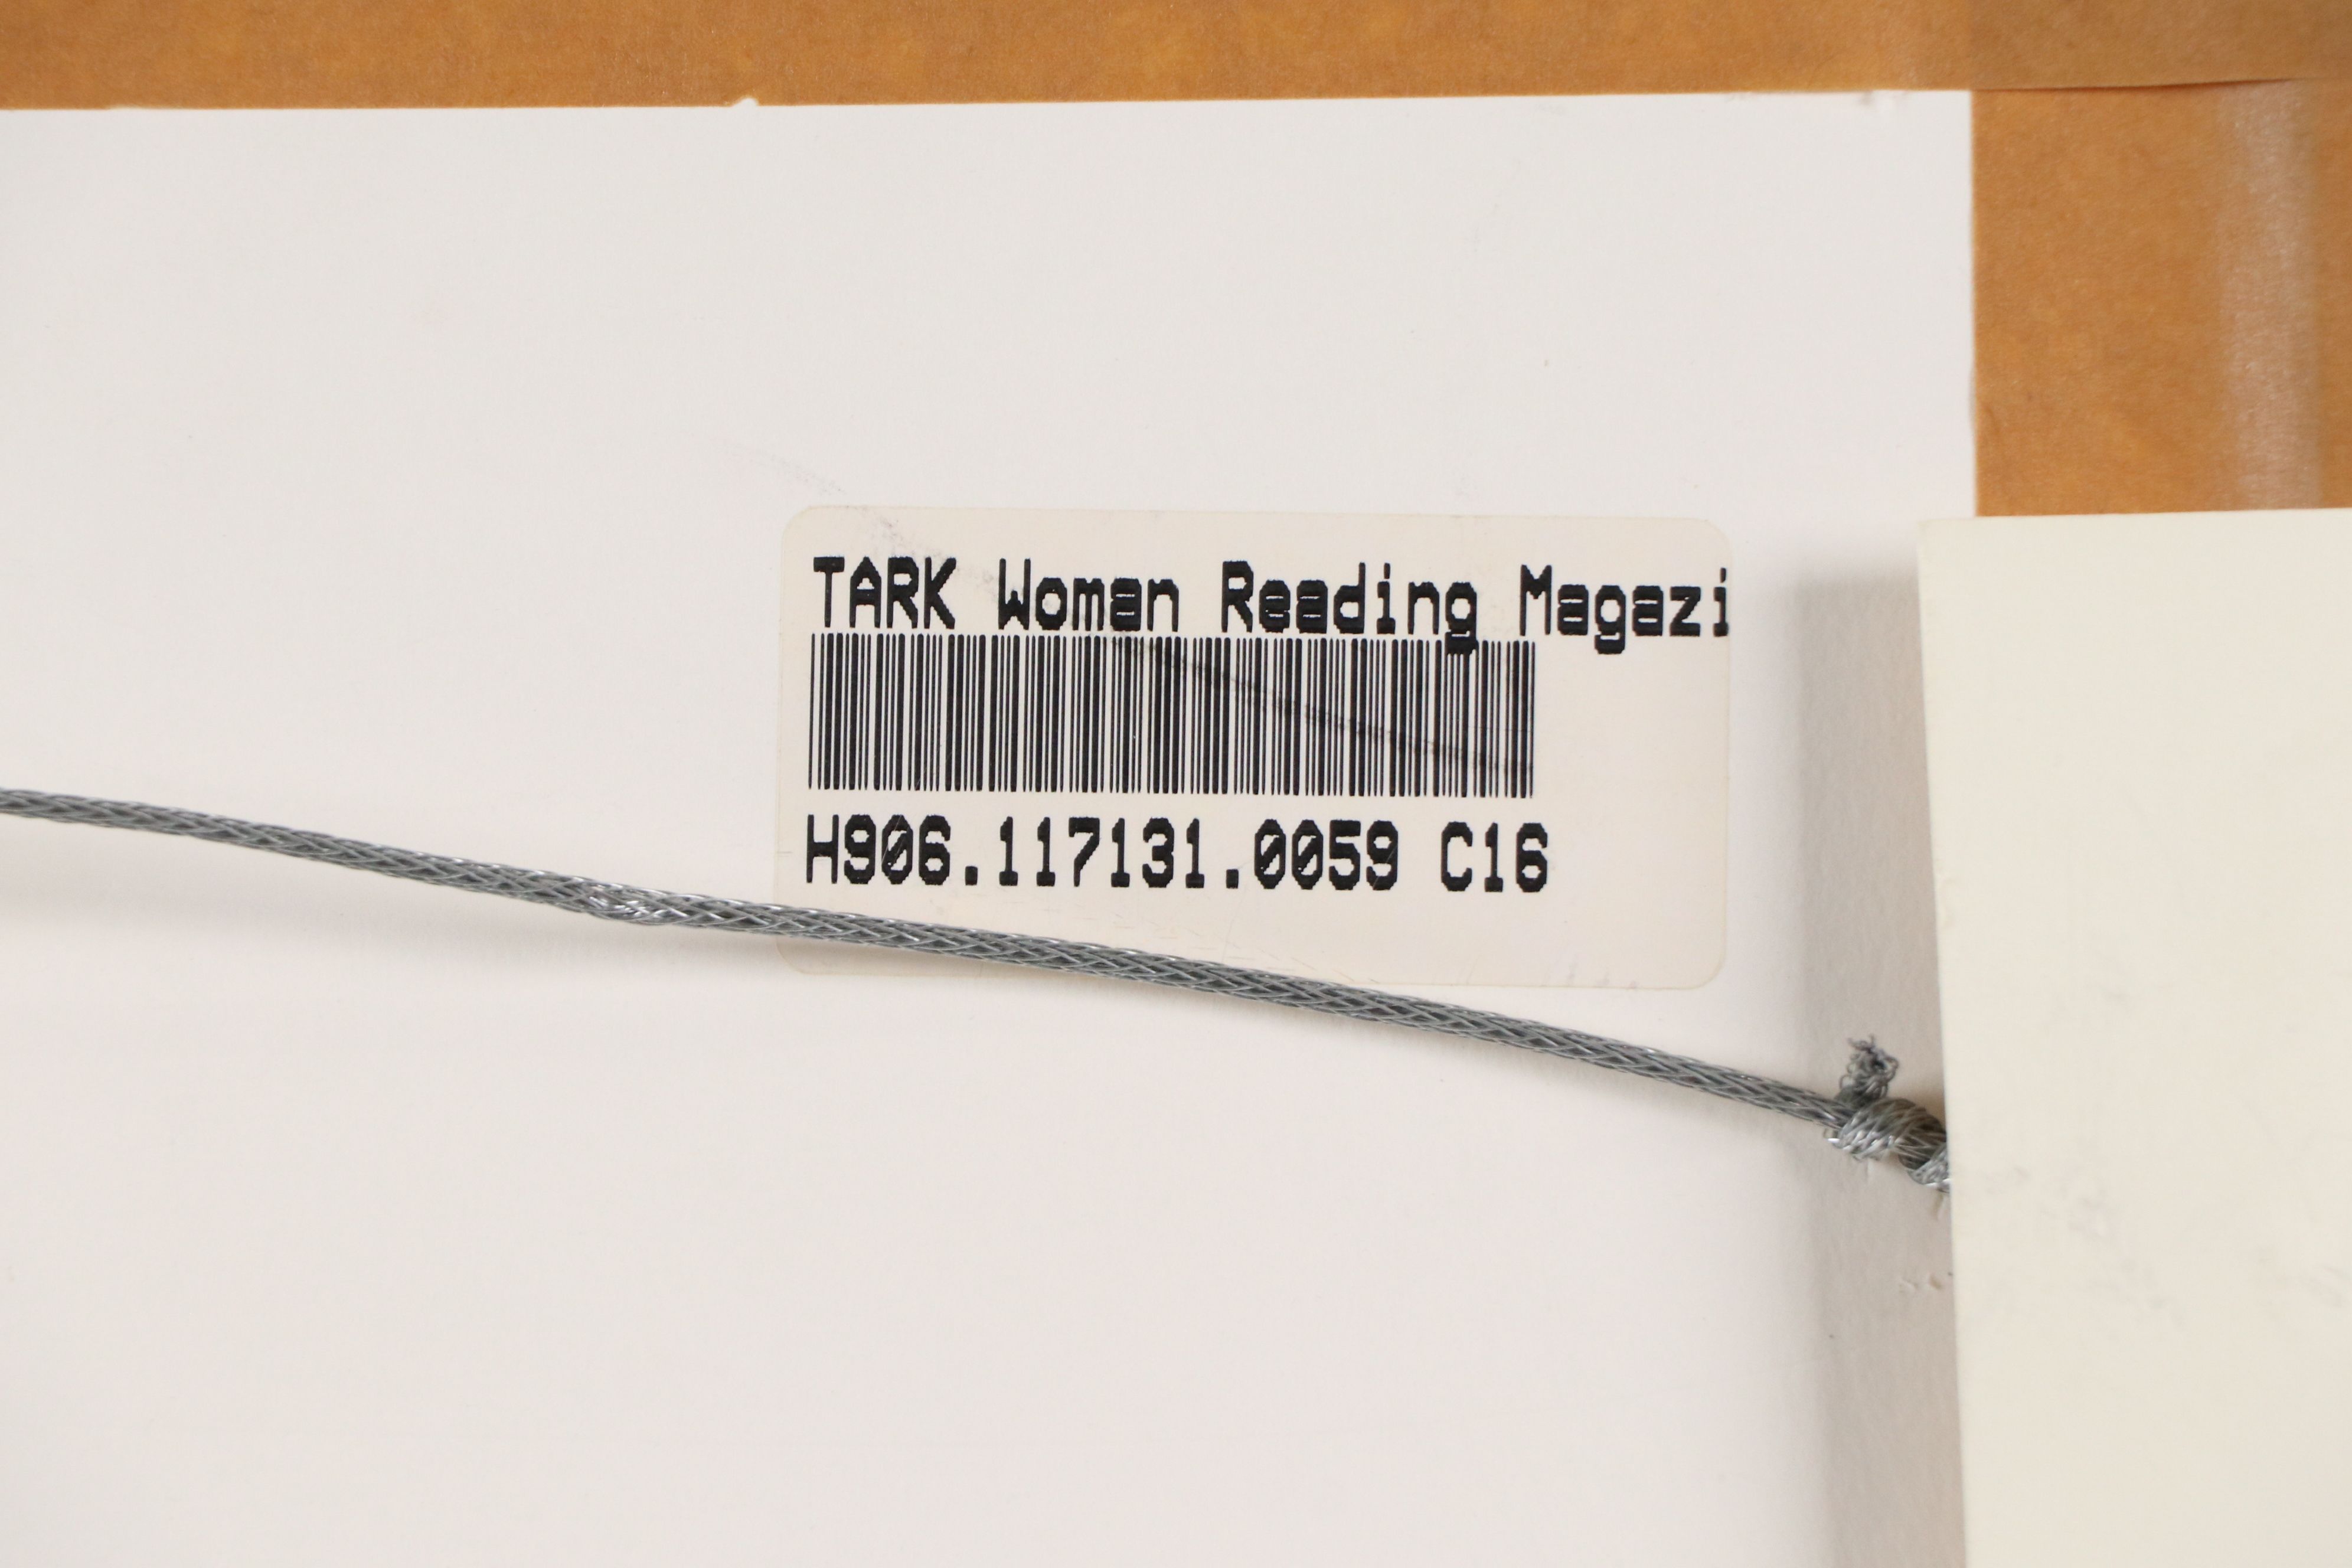 TARK Woman Reading Magazi
H906.117131.0059 C16